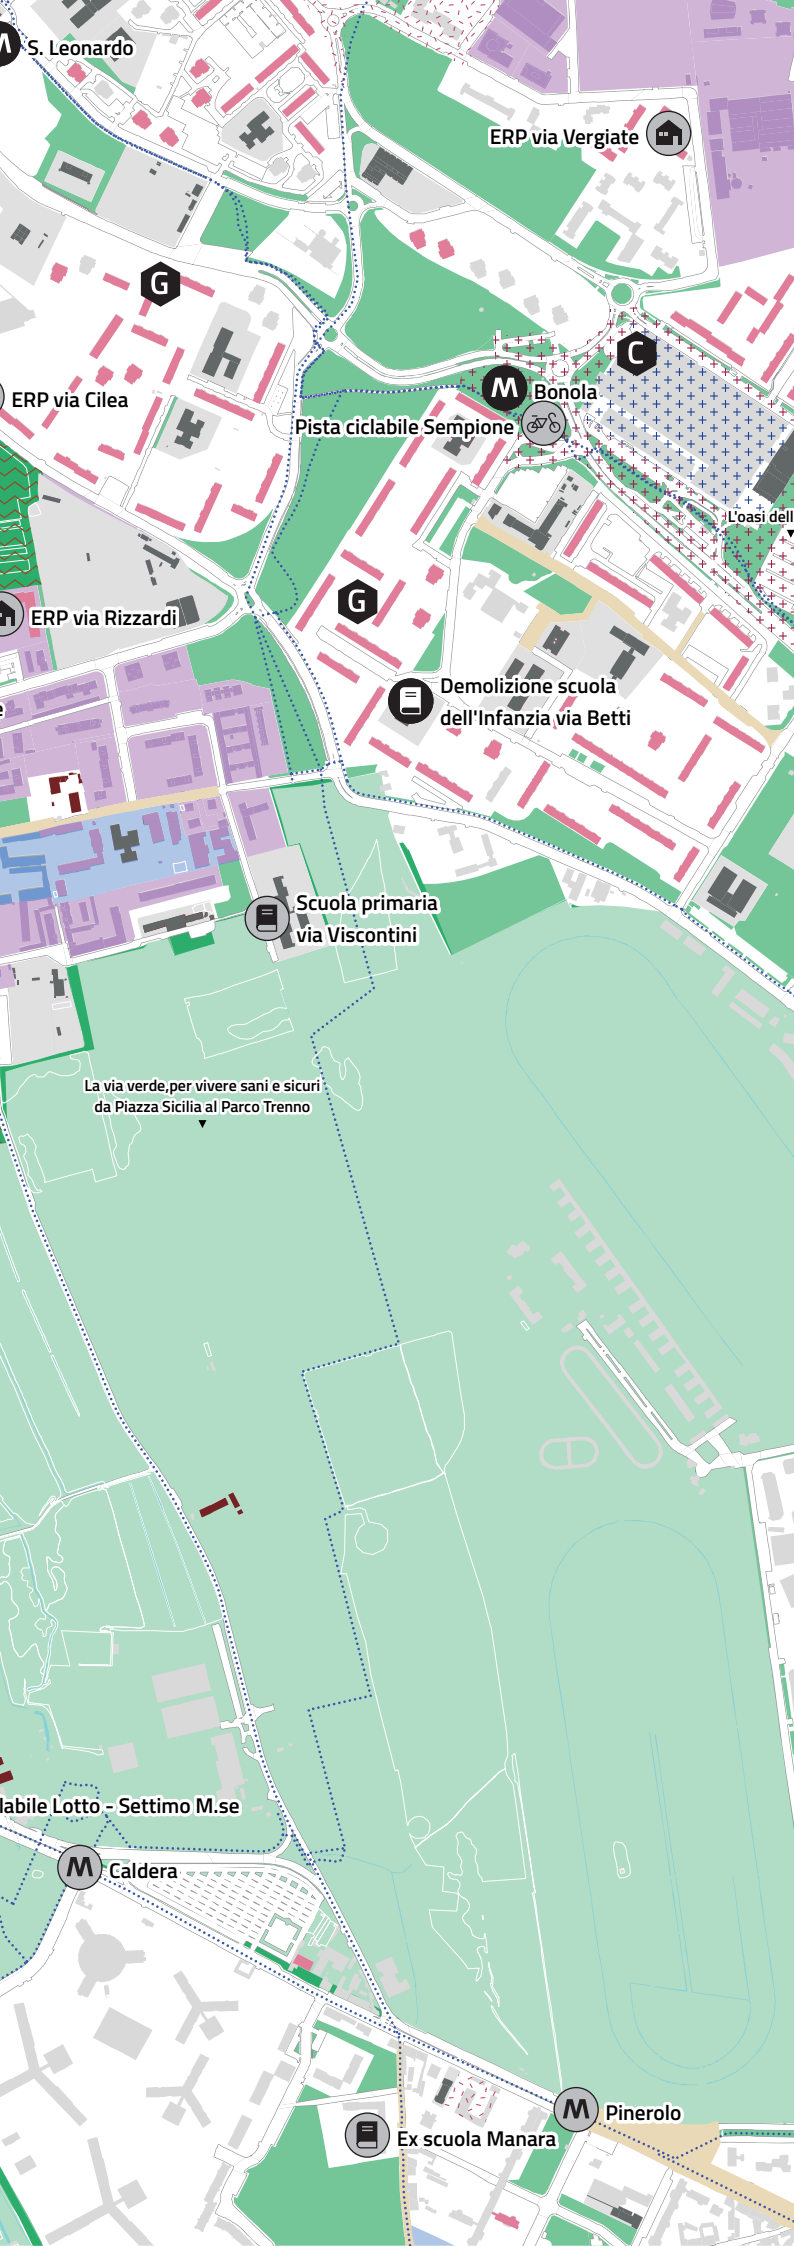 M
S. Leonardo
ERP via Vergiate
G
C
M
Bonola
ERP via Cilea
Pista ciclabile Sempione
L'oasi dell
G
ERP via Rizzardi
Demolizione scuola
dell'Infanzia via Betti
e
Scuola primaria
via Viscontini
La via verde,per vivere sani e sicuri
da Piazza Sicilia al Parco Trenno
labile Lotto - Settimo M.se
M
Caldera
M
Pinerolo
Ex scuola Manara